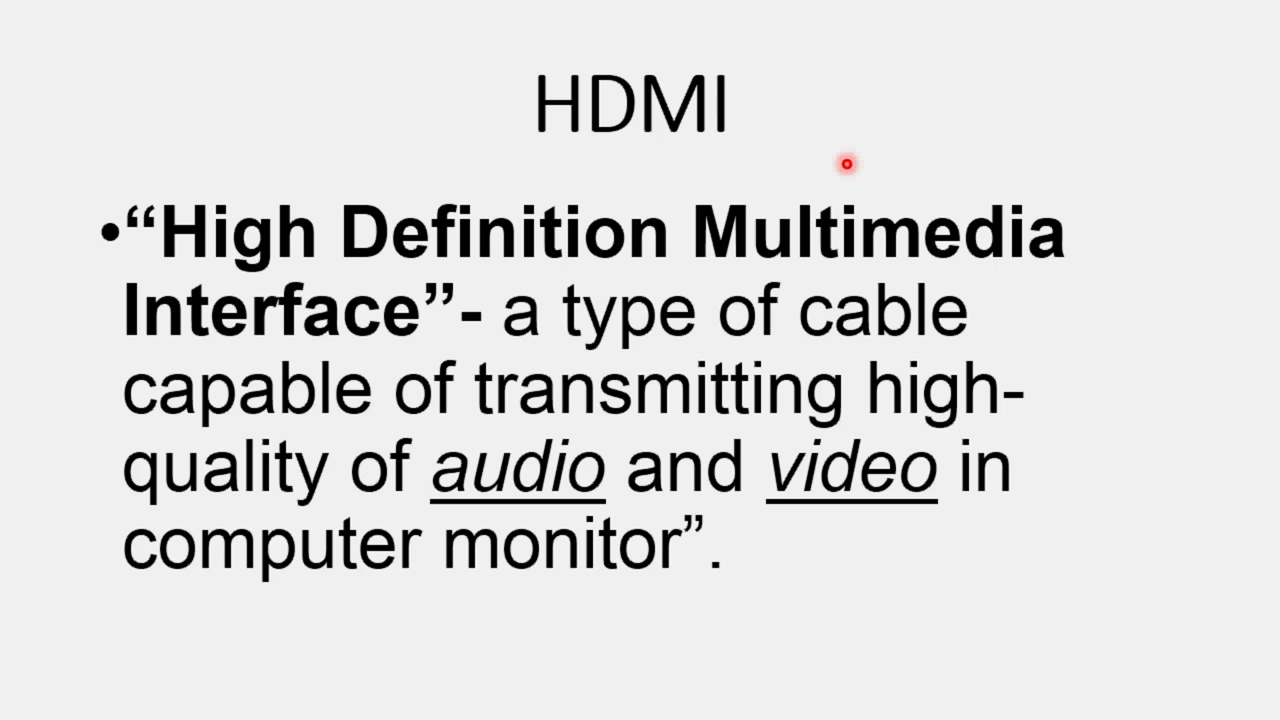 HDMI
•“High Definition Multimedia
Interface”- a type of cable
capable of transmitting high-
quality of audio and video in
computer monitor”.